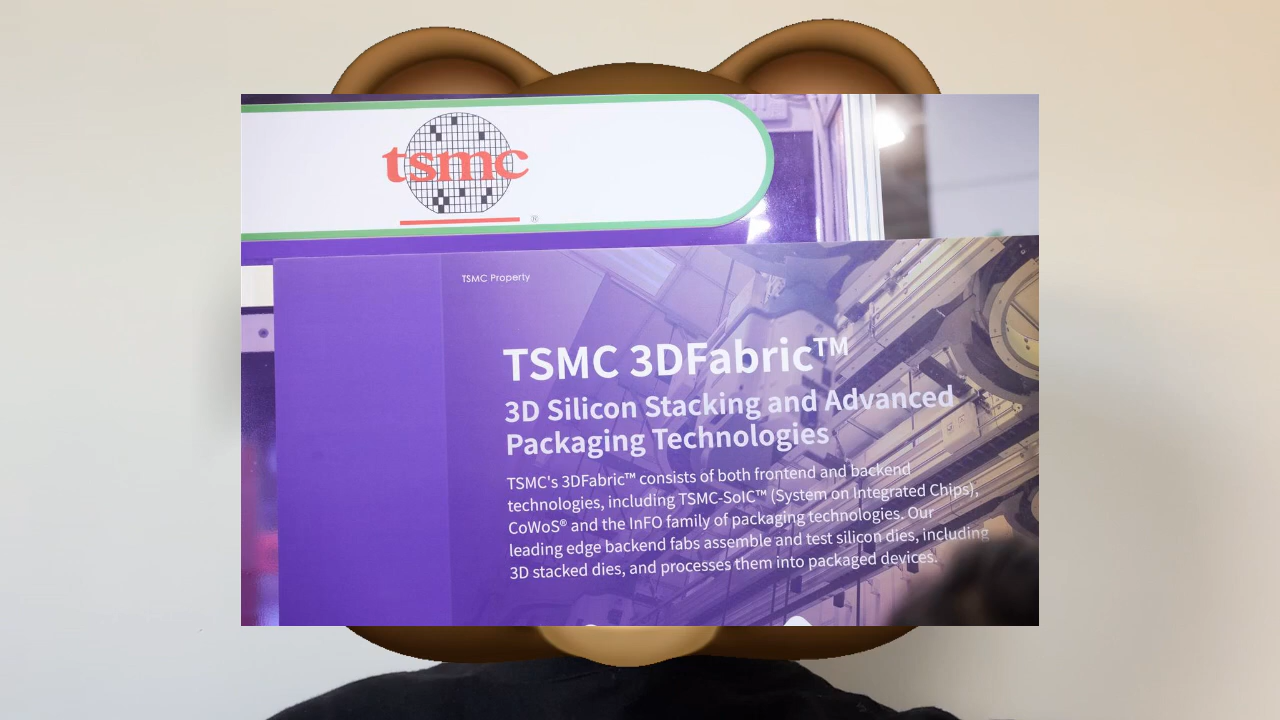 tsmc
®
TSMC Property
TSMC 3DFabric™
3D Silicon Stacking and Advanced
Packaging Technologies
TSMC's 3DFabric™ consists of both frontend and backend
technologies, including TSMC-SoIC™ (System on Integrated Chips),
CoWoS® and the InFO family of packaging technologies. Our
leading edge backend fabs assemble and test silicon dies, including
3D stacked dies, and processes them into packaged devices.